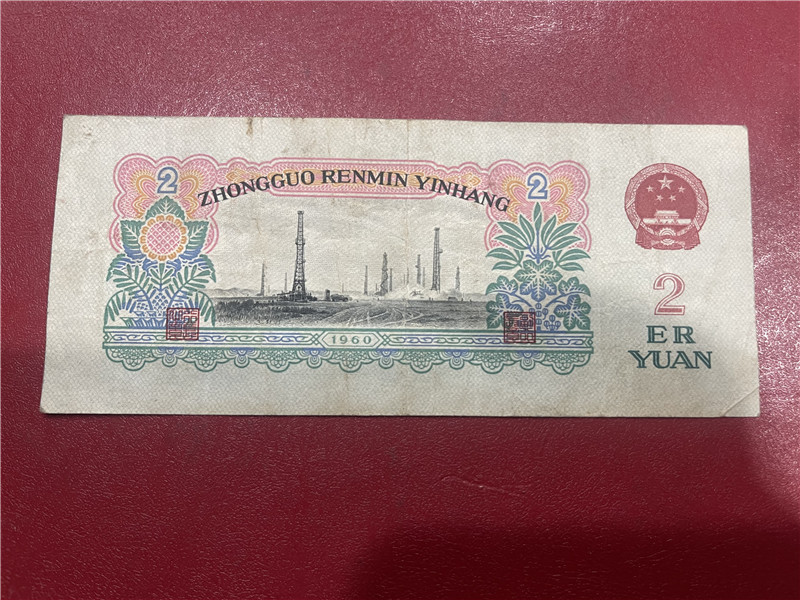 2
2
ZHONGGUO RENMIN YINHANG
1960
2
ER
YUAN